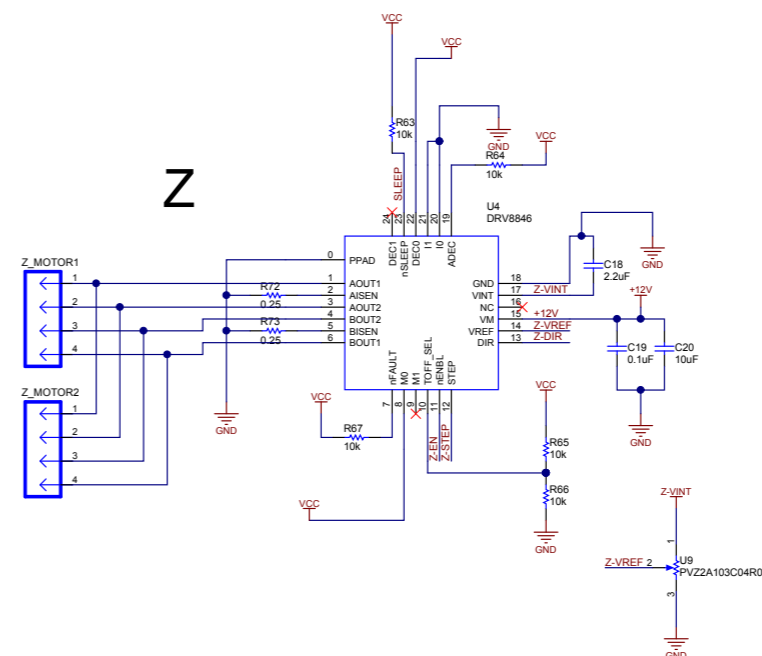 VCC
VCC
R63
10k
GND
VCC
R64
10k
Z
SLEEP
U4
DRV8846
24
23
22
21
20
19
DEC1
nSLEEP
DEC0
I1
I0
ADEC
0 PPAD
1 AOUT1
2 AISEN
3 AOUT2
4 BOUT2
5 BISEN
6 BOUT1
R72
0.25
R73
0.25
GND
GND 18
VINT 17 Z-VINT
NC 16
VM 15 +12V
VREF 14 Z-VREF
DIR 13 Z-DIR
C18
2.2uF
GND
+12V
C19
0.1uF
C20
10uF
GND
Z_MOTOR1
1
2
3
4
Z_MOTOR2
1
2
3
4
nFAULT
M0
M1
TOFF_SEL
nENBL
STEP
7
8
9
10
11
12
VCC
R67
10k
VCC
Z-EN
Z-STEP
VCC
R65
10k
R66
10k
GND
Z-VINT
1
U9
Z-VREF 2
PVZ2A103C04R0
3
GND